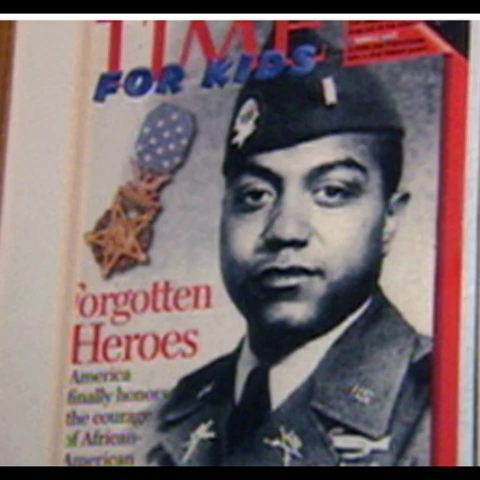 TIME
FOR KIDS
Forgotten
Heroes
America
finally honors
the courage
of African-
American